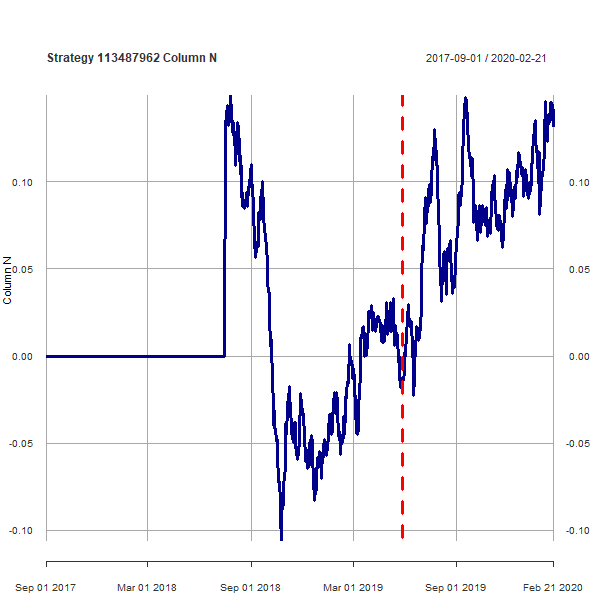 Strategy 113487962 Column N
2017-09-01 / 2020-02-21
Column N
0.10
0.05
0.00
-0.05
-0.10
0.10
0.05
0.00
-0.05
-0.10
Sep 01 2017
Mar 01 2018
Sep 01 2018
Mar 01 2019
Sep 01 2019
Feb 21 2020